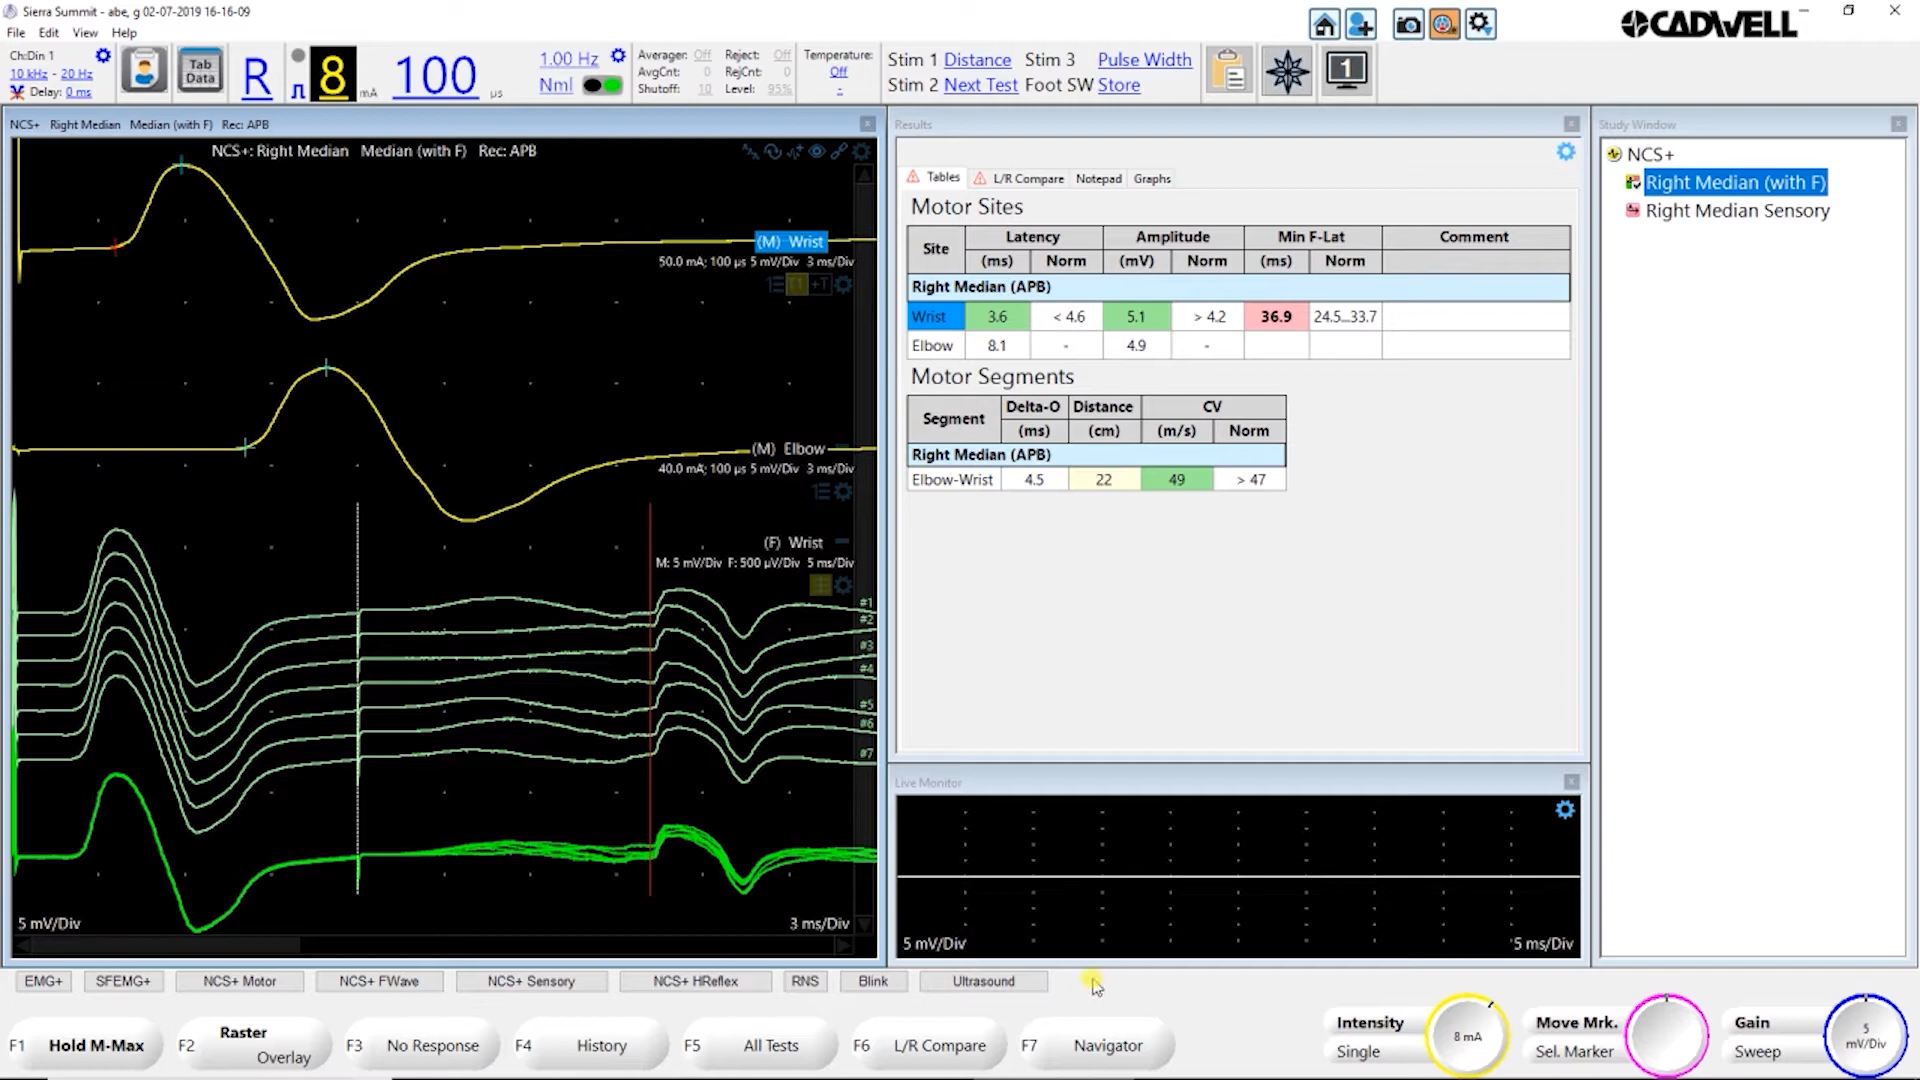 Sierra Summit - abe, g 02-07-2019 16-16-09
File Edit View Help
CADWELL
Ch:Din 1
10 kHz - 20 Hz
Delay: 0 ms
Tab Data
R
8 mA
100 µs
1.00 Hz
Nml
Averager: Off Reject: Off
AvgCnt: 0 RejCnt: 0
Shutoff: 10 Level: 95%
Temperature:
Off
-
Stim 1 Distance Stim 3 Pulse Width
Stim 2 Next Test Foot SW Store
1
NCS+ Right Median Median (with F) Rec: APB
NCS+: Right Median Median (with F) Rec: APB
(M) Wrist
50.0 mA; 100 µs 5 mV/Div 3 ms/Div
T1 +T
(M) Elbow
40.0 mA; 100 µs 5 mV/Div 3 ms/Div
(F) Wrist
M: 5 mV/Div F: 500 µV/Div 5 ms/Div
#1
#2
#3
#4
#5
#6
#7
5 mV/Div 3 ms/Div
Results
Tables L/R Compare Notepad Graphs
Motor Sites
Site Latency Amplitude Min F-Lat Comment
(ms) Norm (mV) Norm (ms) Norm
Right Median (APB)
Wrist 3.6 < 4.6 5.1 > 4.2 36.9 24.5...33.7
Elbow 8.1 - 4.9 -
Motor Segments
Segment Delta-O Distance CV
(ms) (cm) (m/s) Norm
Right Median (APB)
Elbow-Wrist 4.5 22 49 > 47
Live Monitor
5 mV/Div 5 ms/Div
Study Window
NCS+
Right Median (with F)
Right Median Sensory
EMG+ SFEMG+ NCS+ Motor NCS+ FWave NCS+ Sensory NCS+ HReflex RNS Blink Ultrasound
F1 Hold M-Max
F2 Raster Overlay
F3 No Response
F4 History
F5 All Tests
F6 L/R Compare
F7 Navigator
Intensity
Single
8 mA
Move Mrk.
Sel. Marker
Gain
Sweep
5
mV/Div